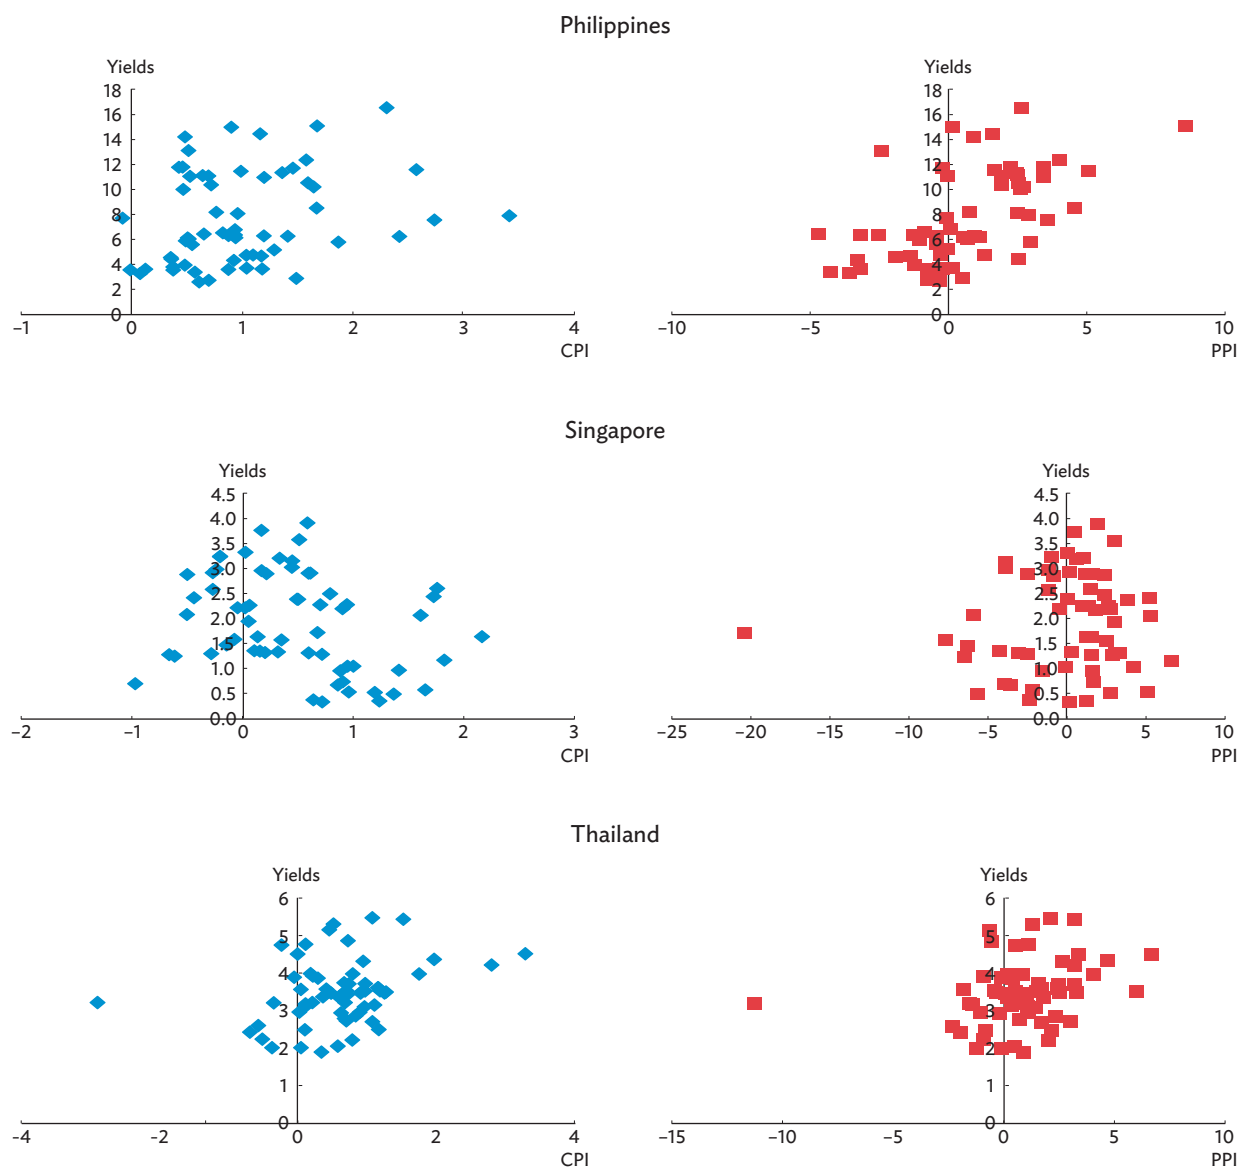 Philippines
Yields
18
16
14
12
10
8
6
4
2
0
–1 0 1 2 3 4
CPI
Yields
18
16
14
12
10
8
6
4
2
0
–10 –5 0 5 10
PPI
Singapore
Yields
4.5
4.0
3.5
3.0
2.5
2.0
1.5
1.0
0.5
0.0
–2 –1 0 1 2 3
CPI
Yields
4.5
4.0
3.5
3.0
2.5
2.0
1.5
1.0
0.5
0.0
–25 –20 –15 –10 –5 0 5 10
PPI
Thailand
Yields
6
5
4
3
2
1
0
–4 –2 0 2 4
CPI
Yields
6
5
4
3
2
1
0
–15 –10 –5 0 5 10
PPI